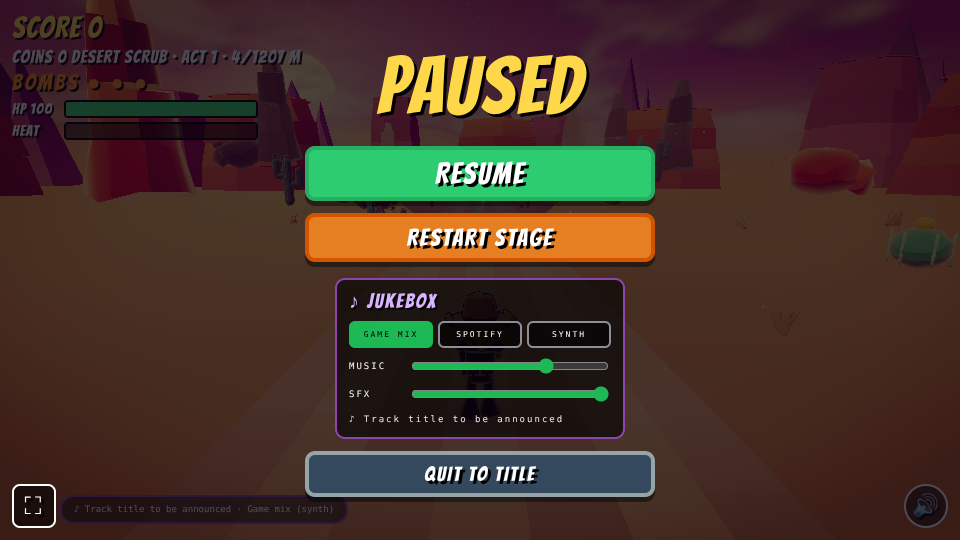 SCORE 0
COINS 0 DESERT SCRUB · ACT 1 · 4/1207 M
BOMBS
HP 100
HEAT
PAUSED
RESUME
RESTART STAGE
♪ JUKEBOX
GAME MIX SPOTIFY SYNTH
MUSIC
SFX
♪ Track title to be announced
QUIT TO TITLE
♪ Track title to be announced · Game mix (synth)